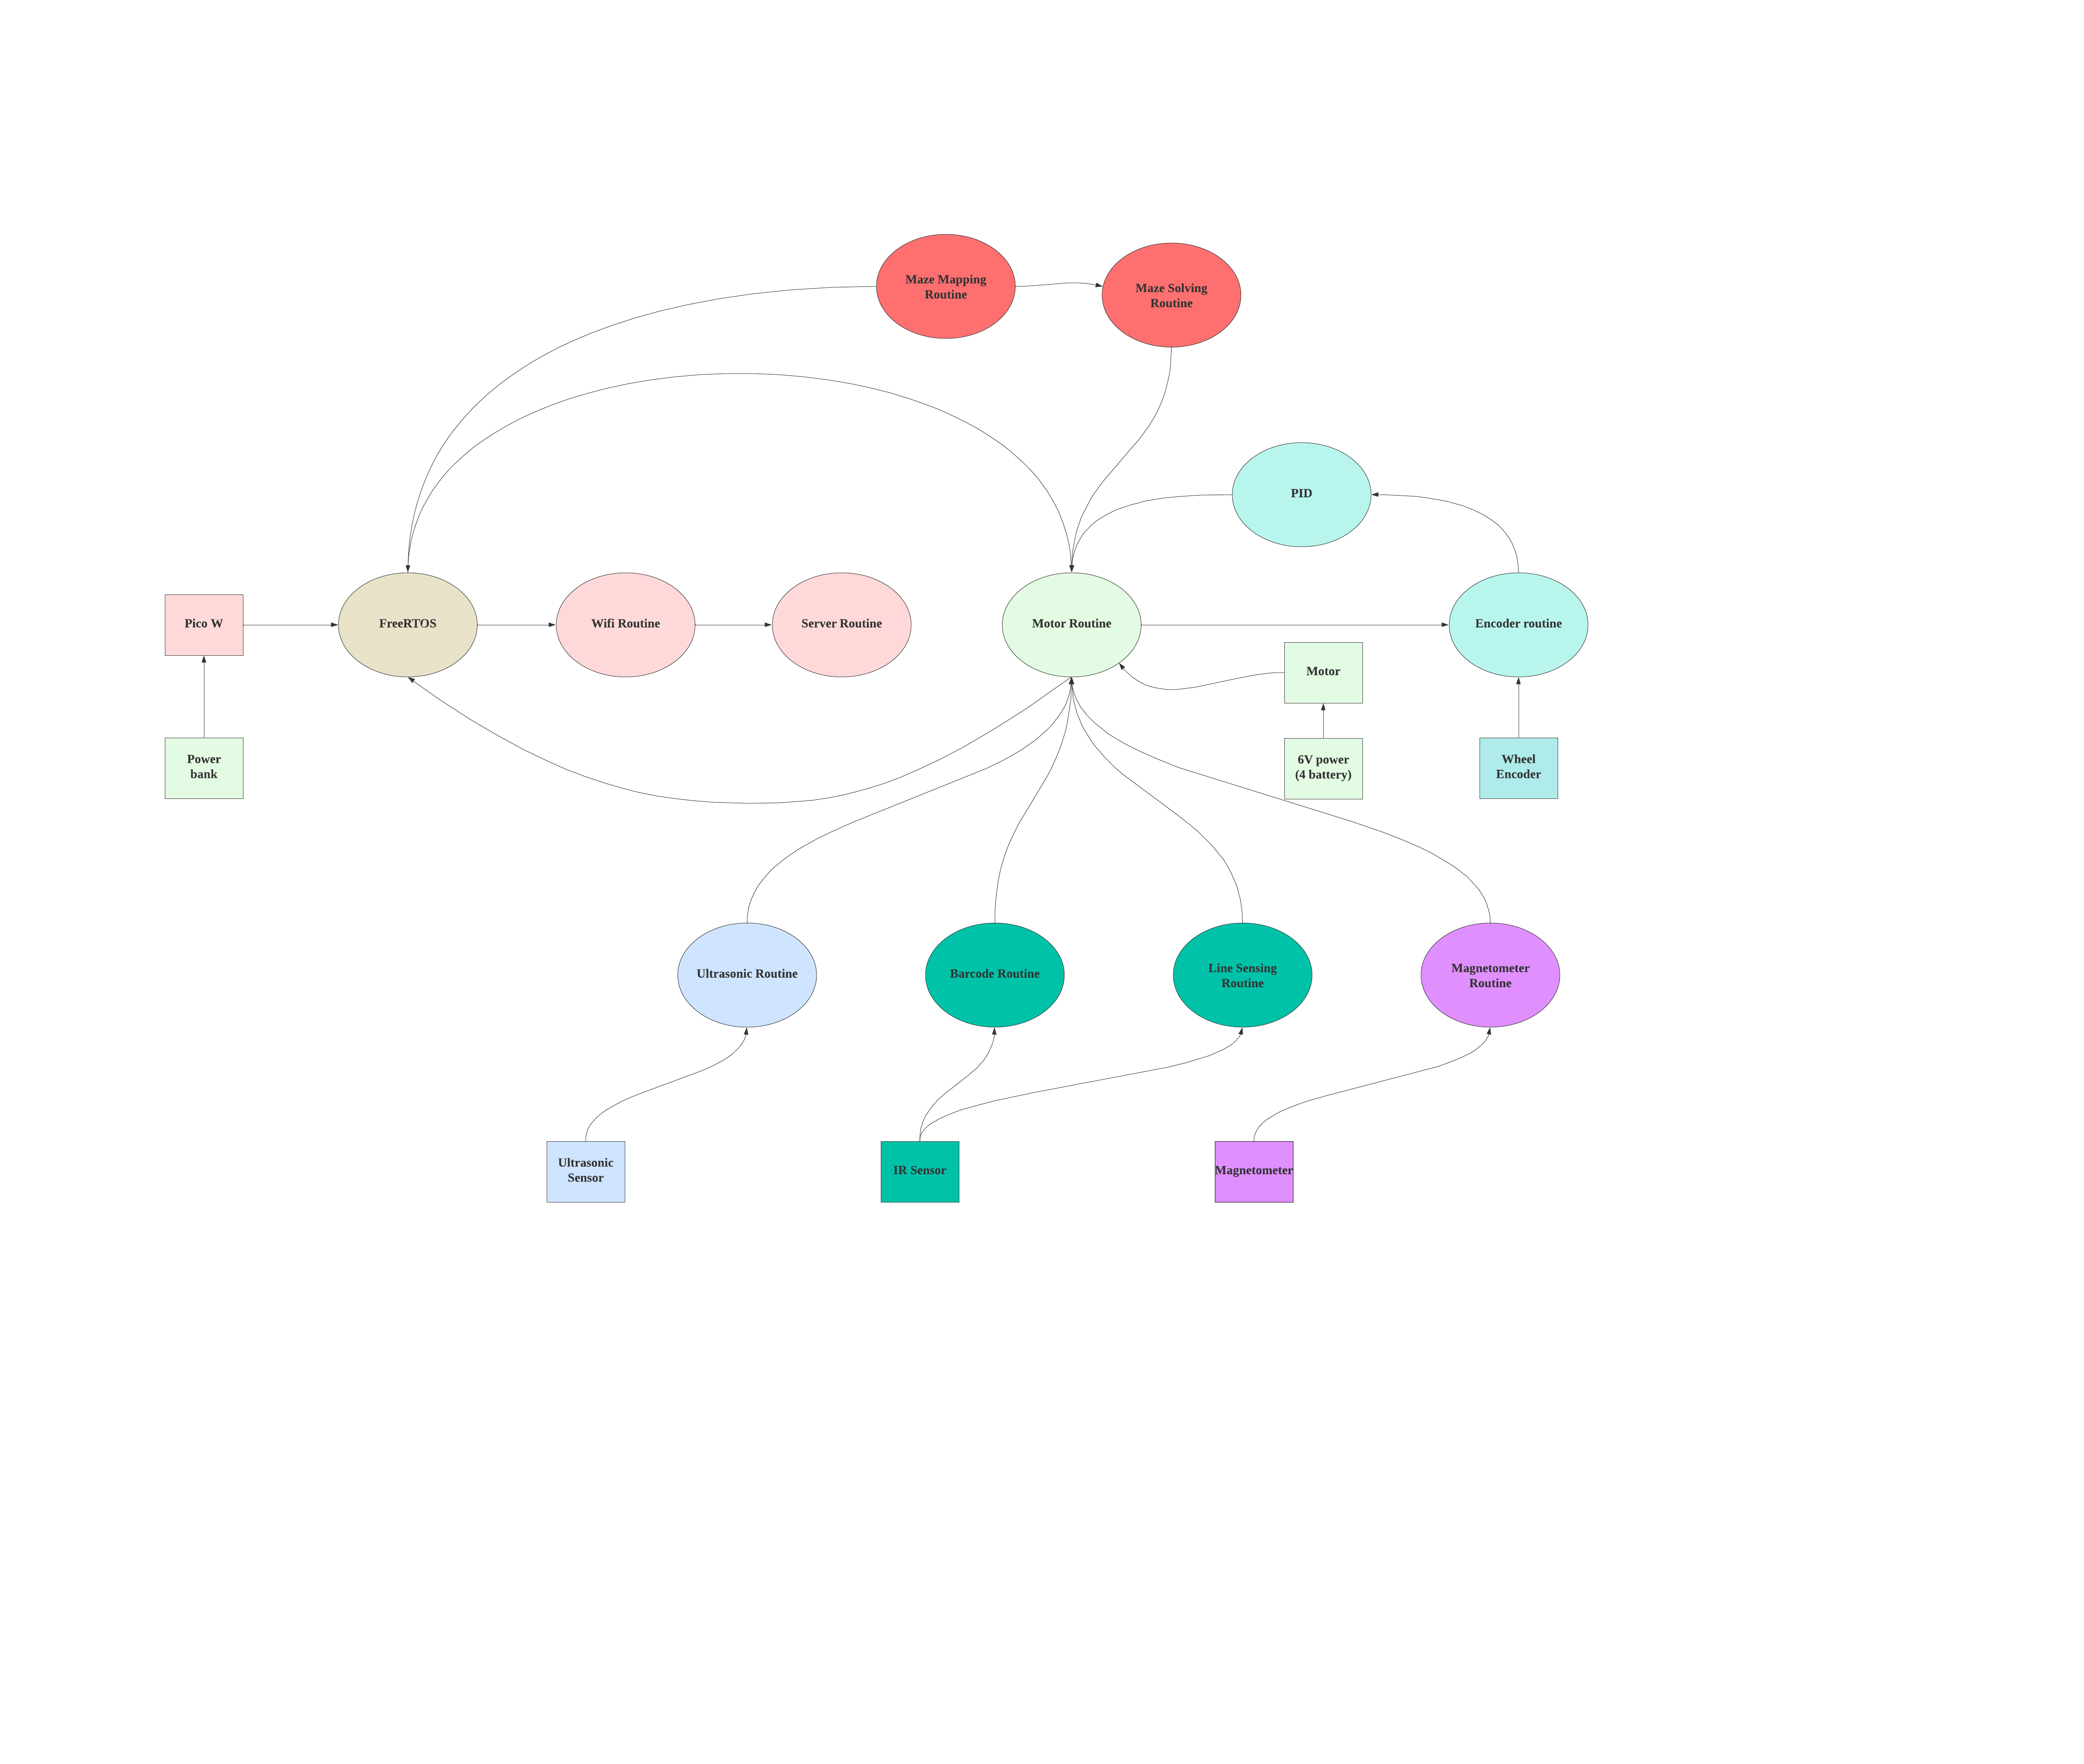 Maze Mapping
Routine
Maze Solving
Routine
PID
Pico W
FreeRTOS
Wifi Routine
Server Routine
Motor Routine
Encoder routine
Motor
Power
bank
6V power
(4 battery)
Wheel
Encoder
Ultrasonic Routine
Barcode Routine
Line Sensing
Routine
Magnetometer
Routine
Ultrasonic
Sensor
IR Sensor
Magnetometer